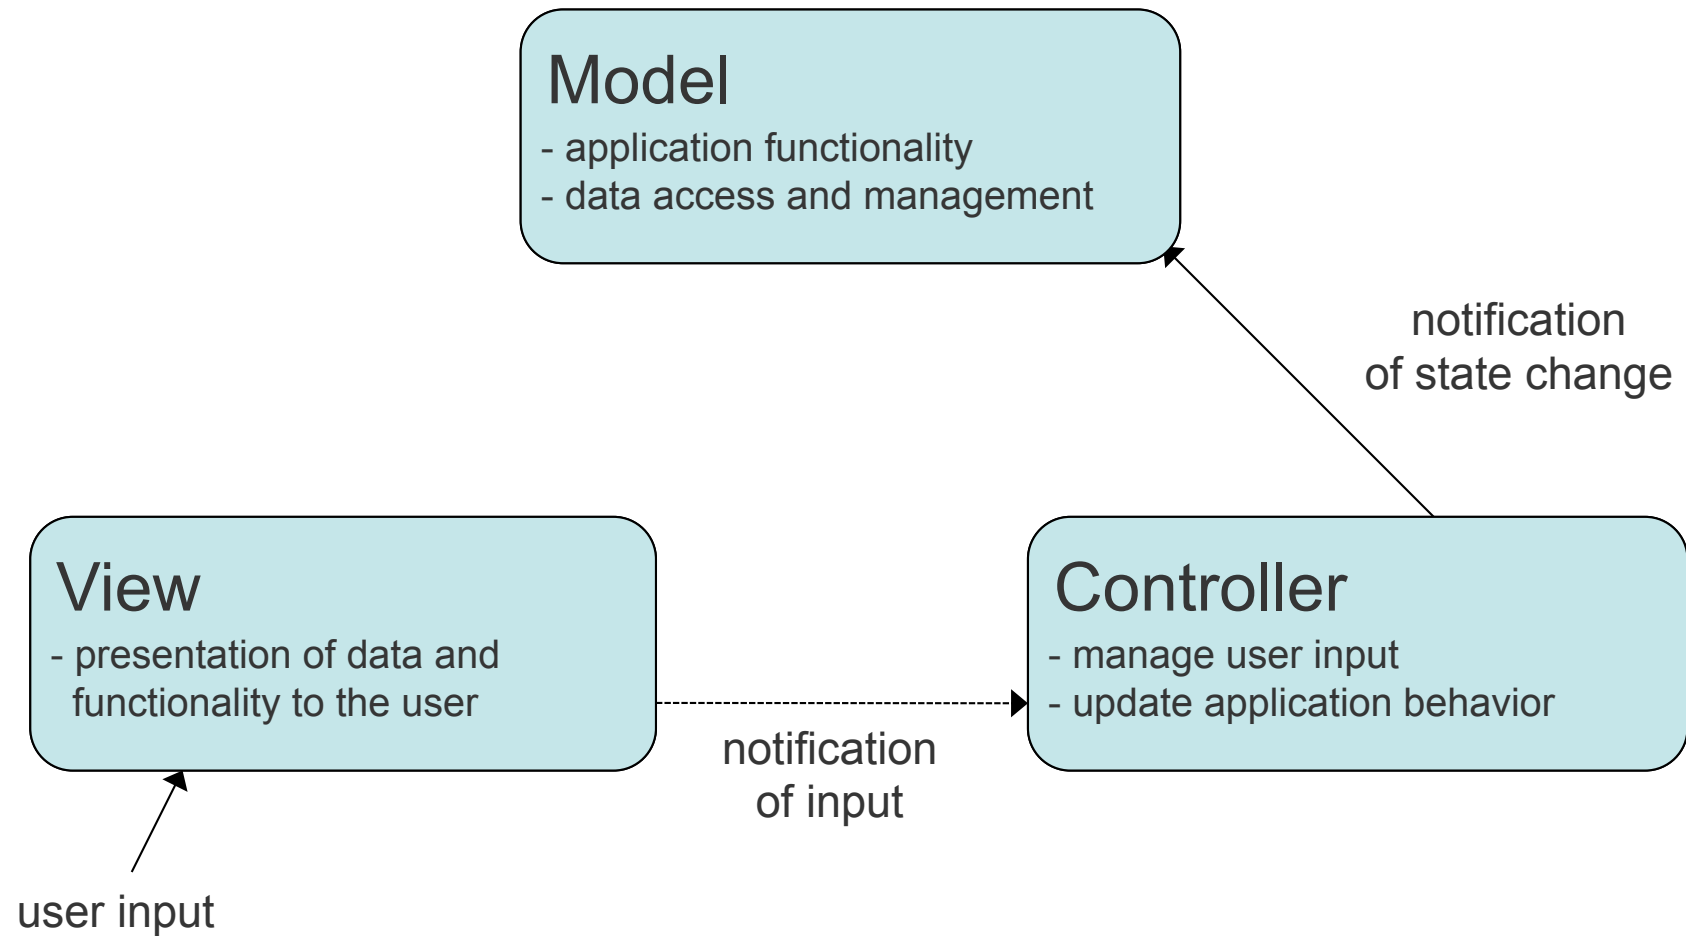 Model
- application functionality
- data access and management
notification
of state change
View
- presentation of data and
functionality to the user
Controller
- manage user input
- update application behavior
notification
of input
user input